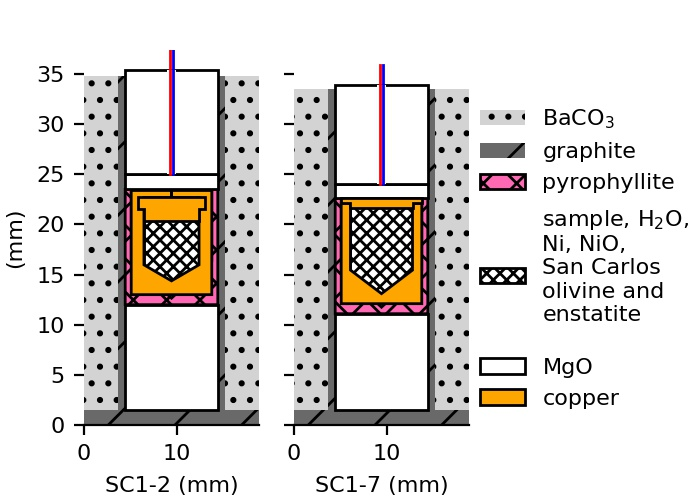 35
30
25
20
15
10
5
0
(mm)
0 10
SC1-2 (mm)
0 10
SC1-7 (mm)
BaCO₃
graphite
pyrophyllite
sample, H₂O,
Ni, NiO,
San Carlos
olivine and
enstatite
MgO
copper